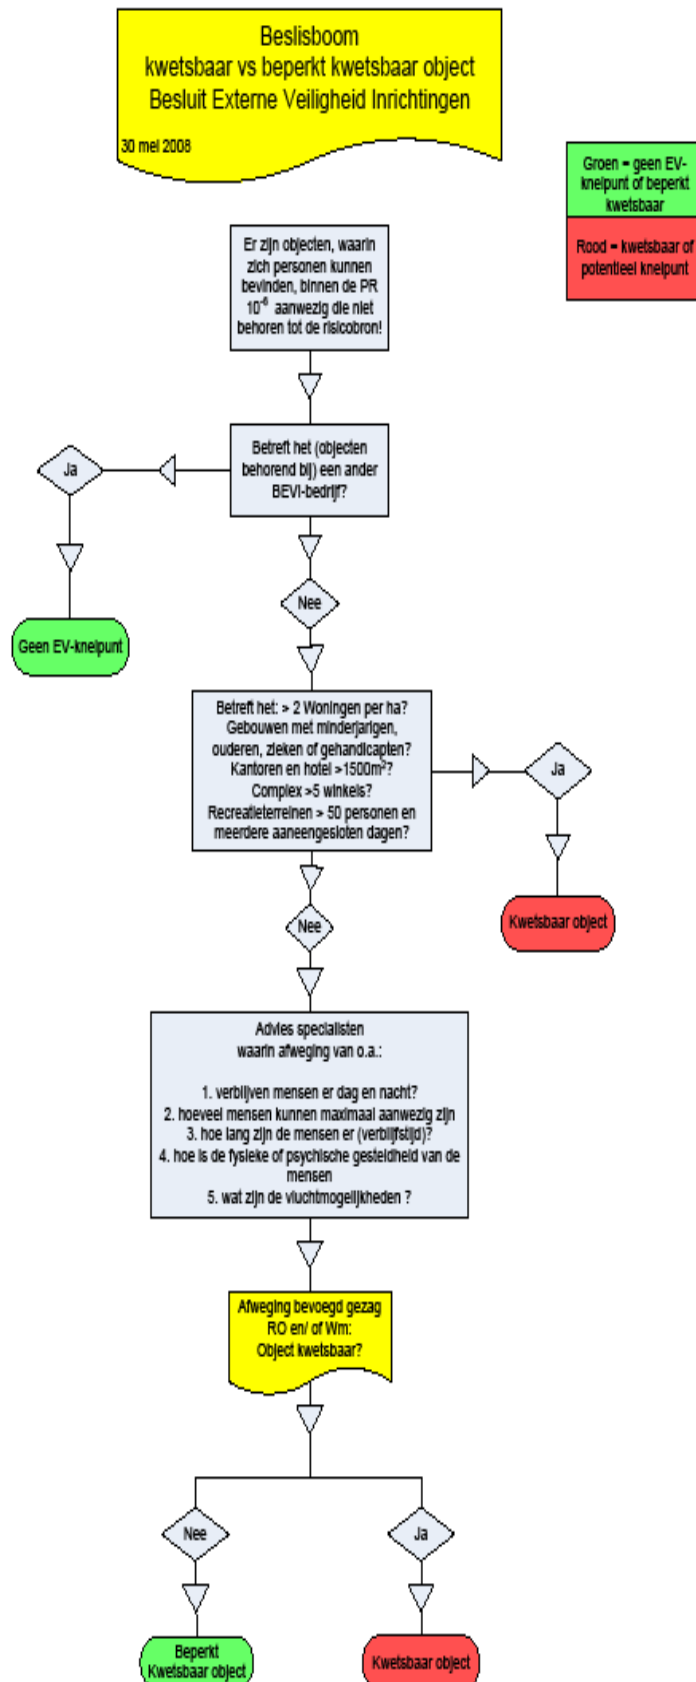 Beslisboom
kwetsbaar vs beperkt kwetsbaar object
Besluit Externe Veiligheid Inrichtingen
30 mei 2008
Groen = geen EV-
knelpunt of beperkt
kwetsbaar
Rood = kwetsbaar of
potentieel knelpunt
Er zijn objecten, waarin
zich personen kunnen
bevinden, binnen de PR
10⁻⁶ aanwezig die niet
behoren tot de risicobron!
Betreft het (objecten
behorend bij) een ander
BEVI-bedrijf?
Ja
Nee
Geen EV-knelpunt
Betreft het: > 2 Woningen per ha?
Gebouwen met minderjarigen,
ouderen, zieken of gehandicapten?
Kantoren en hotel >1500m²?
Complex >5 winkels?
Recreatieterreinen > 50 personen en
meerdere aaneengesloten dagen?
Ja
Kwetsbaar object
Nee
Advies specialisten
waarin afweging van o.a.:
1. verblijven mensen er dag en nacht?
2. hoeveel mensen kunnen maximaal aanwezig zijn
3. hoe lang zijn de mensen er (verblijfstijd)?
4. hoe is de fysieke of psychische gesteldheid van de
mensen
5. wat zijn de vluchtmogelijkheden ?
Afweging bevoegd gezag
RO en/ of Wm:
Object kwetsbaar?
Nee
Ja
Beperkt
Kwetsbaar object
Kwetsbaar object